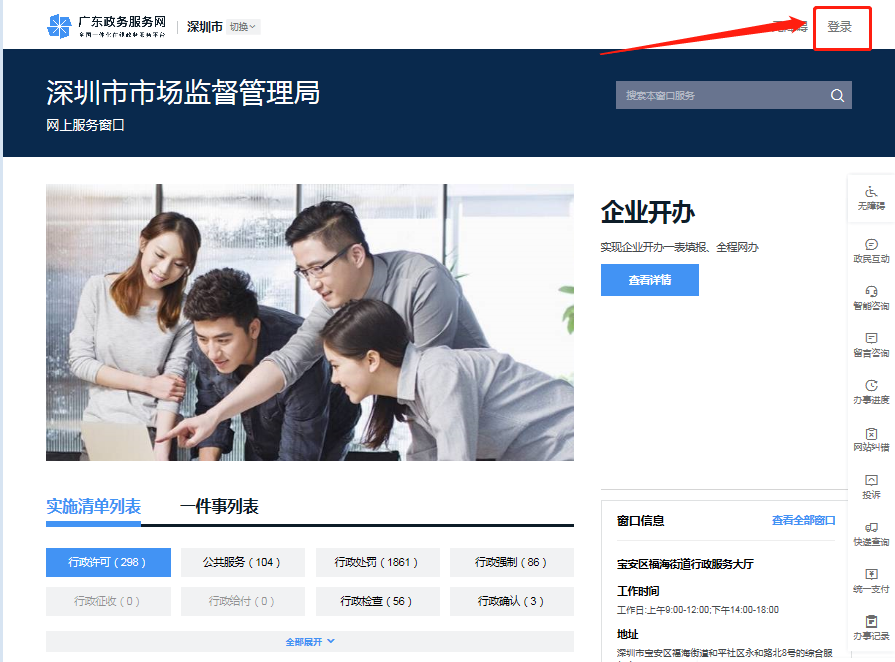 广东政务服务网
全国一体化在线政务服务平台
深圳市
切换
登录
深圳市市场监督管理局
网上服务窗口
搜索本窗口服务
企业开办
实现企业开办一表填报、全程网办
查看详情
无障碍
政民互动
智能咨询
留言咨询
办事进度
网站纠错
投诉
快递查询
统一支付
办事记录
实施清单列表
一件事列表
行政许可（298）
公共服务（104）
行政处罚（1861）
行政强制（86）
行政征收（0）
行政给付（0）
行政检查（56）
行政确认（3）
全部展开
窗口信息
查看全部窗口
宝安区福海街道行政服务大厅
工作时间
工作日:上午9:00-12:00;下午14:00-18:00
地址
深圳市宝安区福海街道和平社区永和路北8号的综合服